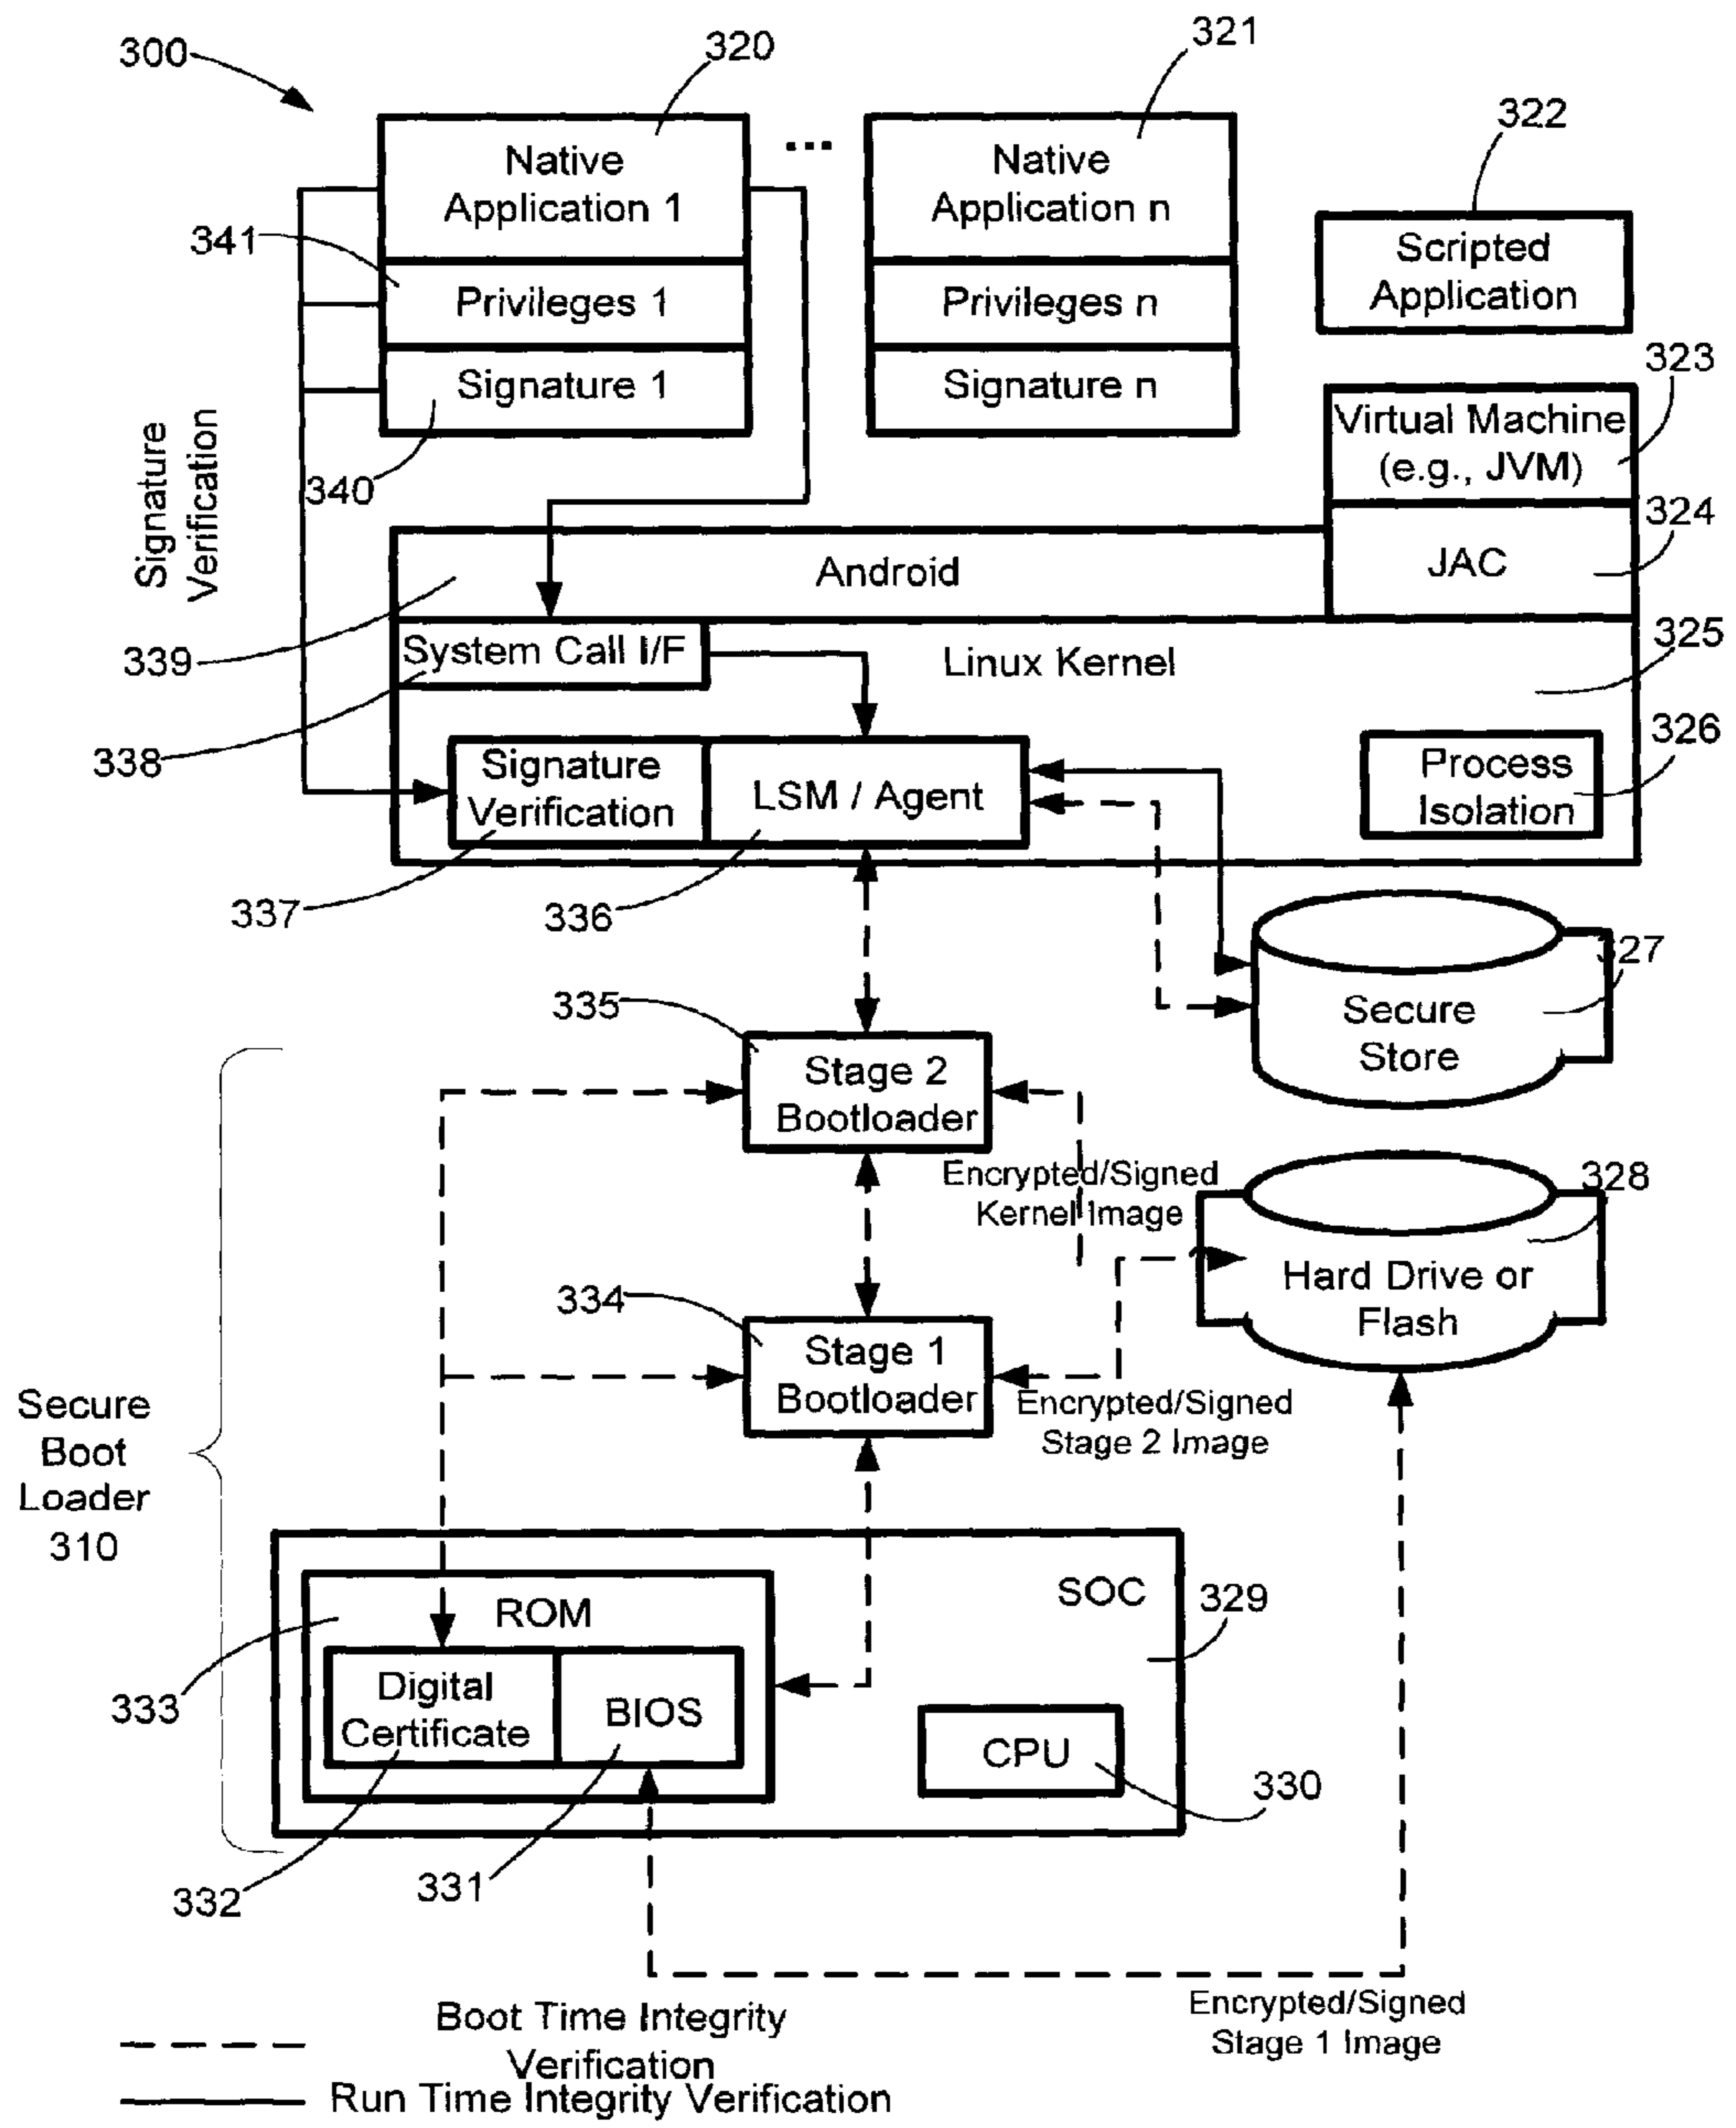 300
320
321
322
Native
Application 1
...
Native
Application n
Scripted
Application
341
Privileges 1
Privileges n
Signature 1
Signature n
323
340
Virtual Machine
(e.g., JVM)
Signature
Verification
324
Android
JAC
339
System Call I/F
Linux Kernel
325
338
Signature
Verification
LSM / Agent
326
Process
Isolation
337
336
327
Secure
Store
335
Stage 2
Bootloader
Encrypted/Signed
Kernel Image
328
Hard Drive or
Flash
334
Stage 1
Bootloader
Encrypted/Signed
Stage 2 Image
Secure
Boot
Loader
310
ROM
SOC
329
333
Digital
Certificate
BIOS
CPU
330
332
331
Encrypted/Signed
Stage 1 Image
Boot Time Integrity
Verification
Run Time Integrity Verification